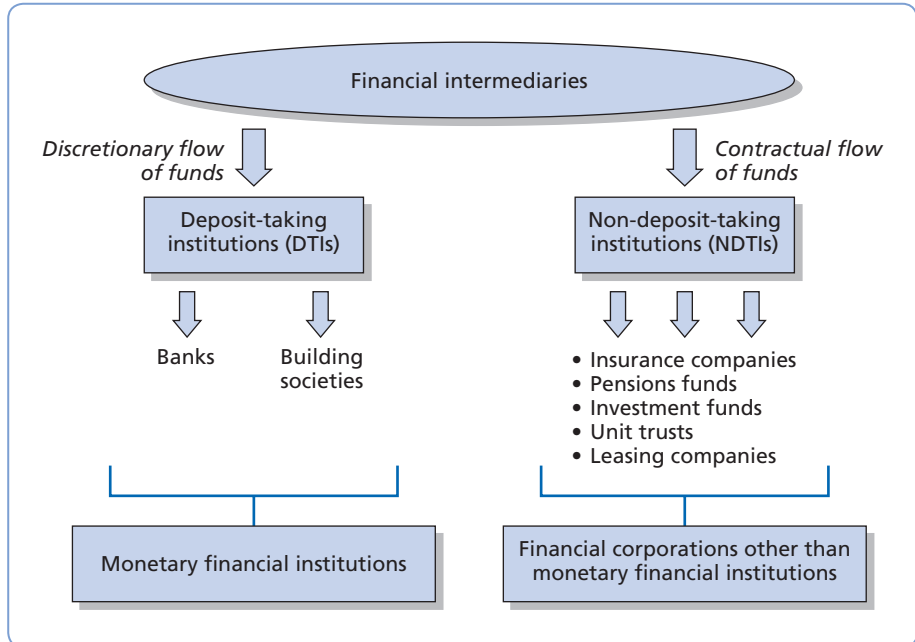 Financial intermediaries
Discretionary flow
of funds
Contractual flow
of funds
Deposit-taking
institutions (DTIs)
Non-deposit-taking
institutions (NDTIs)
Banks
Building
societies
• Insurance companies
• Pensions funds
• Investment funds
• Unit trusts
• Leasing companies
Monetary financial institutions
Financial corporations other than
monetary financial institutions